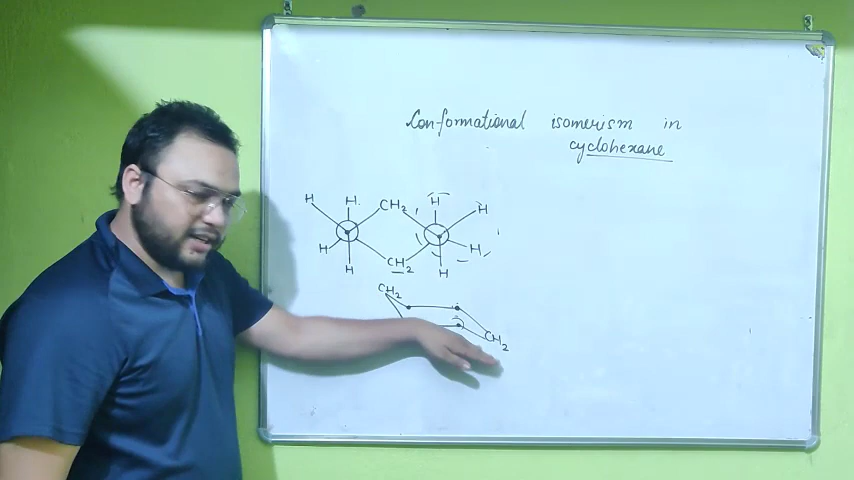 Conformational isomerism in
cyclohexane
H H CH2 H H
H H CH2 H H
CH2
CH2